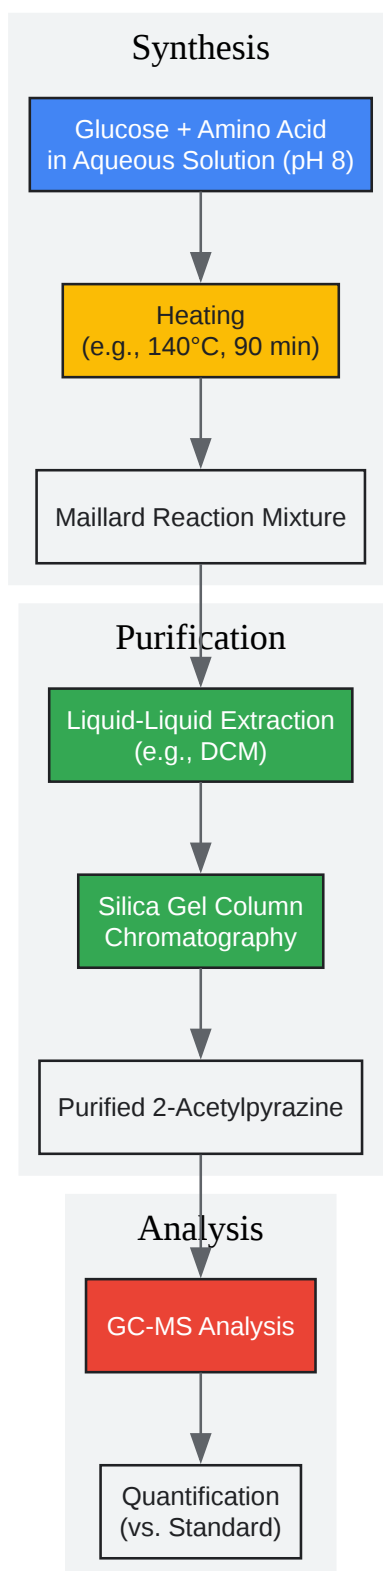 Synthesis
Glucose + Amino Acid
in Aqueous Solution (pH 8)
Heating
(e.g., 140°C, 90 min)
Maillard Reaction Mixture
Purification
Liquid-Liquid Extraction
(e.g., DCM)
Silica Gel Column
Chromatography
Purified 2-Acetylpyrazine
Analysis
GC-MS Analysis
Quantification
(vs. Standard)